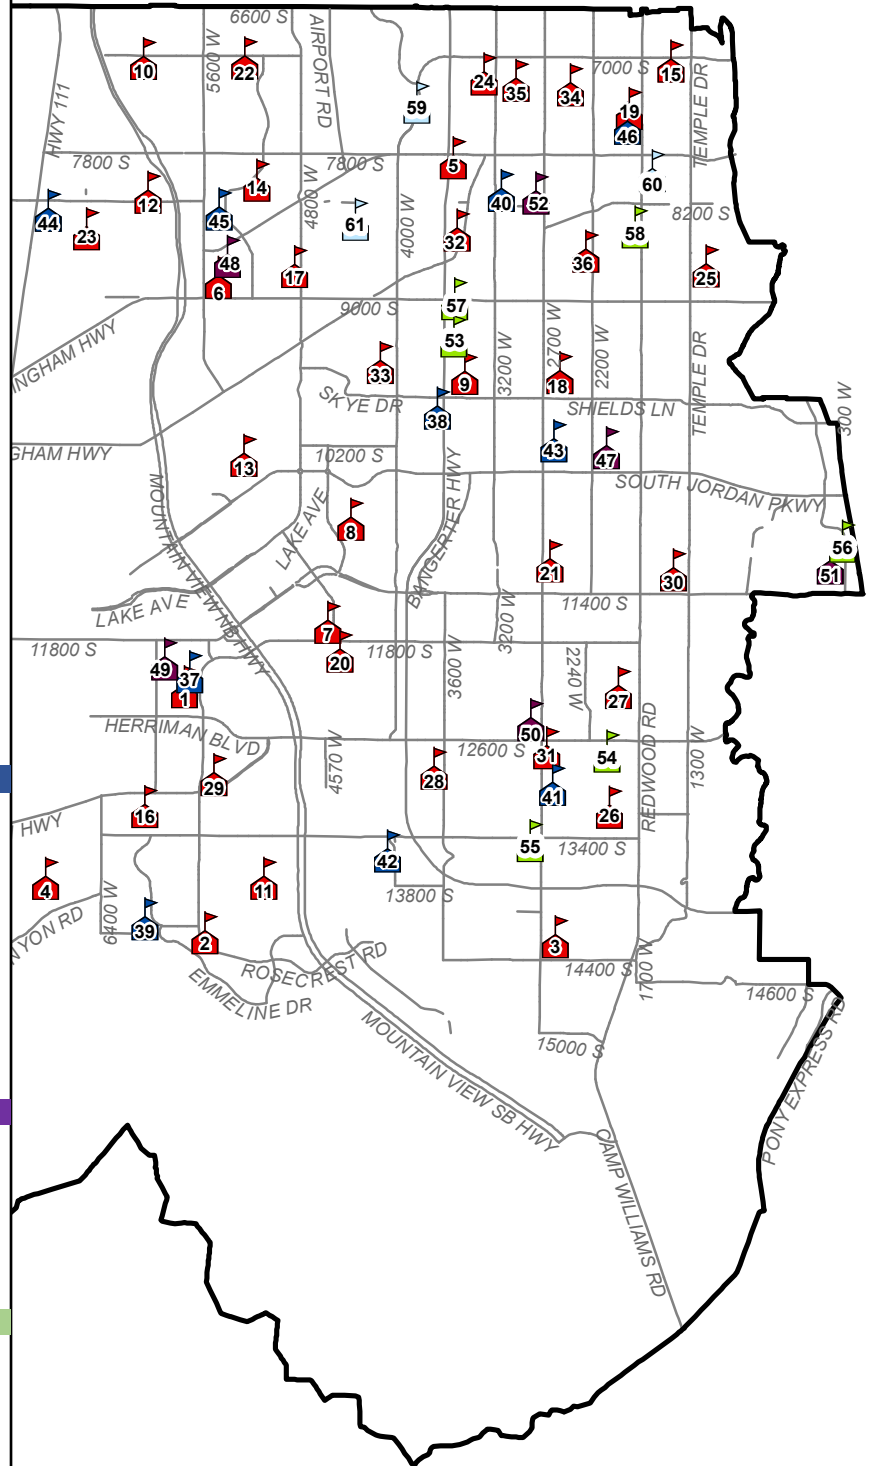 6600 S
AIRPORT RD
5600 W
HWY 111
10
22
24
35
34
7000 S
15
TEMPLE DR
59
19
46
7800 S
7800 S
5
60
14
4800 W
12
44
23
45
61
4000 W
40
52
8200 S
58
32
48
6
17
36
25
57
9000 S
53
INGHAM HWY
33
9
3200 W
2700 W
18
2200 W
TEMPLE DR
SKYE DR
38
SHIELDS LN
300 W
GHAM HWY
10200 S
43
47
13
BANGERTER HWY
SOUTH JORDAN PKWY
MOUNTAIN VIEW NB HWY
LAKE AVE
8
56
51
21
30
LAKE AVE
11400 S
7
20
11800 S
11800 S
3200 W
3600 W
2240 W
49
37
1
27
REDWOOD RD
1300 W
HERRIMAN BLVD
50
31
12600 S
54
4570 W
28
29
41
HWY
16
26
55
13400 S
42
4
11
13800 S
6400 W
39
2
3
NYON RD
ROSECREST RD
EMMELINE DR
14400 S
1700 W
14600 S
MOUNTAIN VIEW SB HWY
15000 S
PONY EXPRESS RD
CAMP WILLIAMS RD